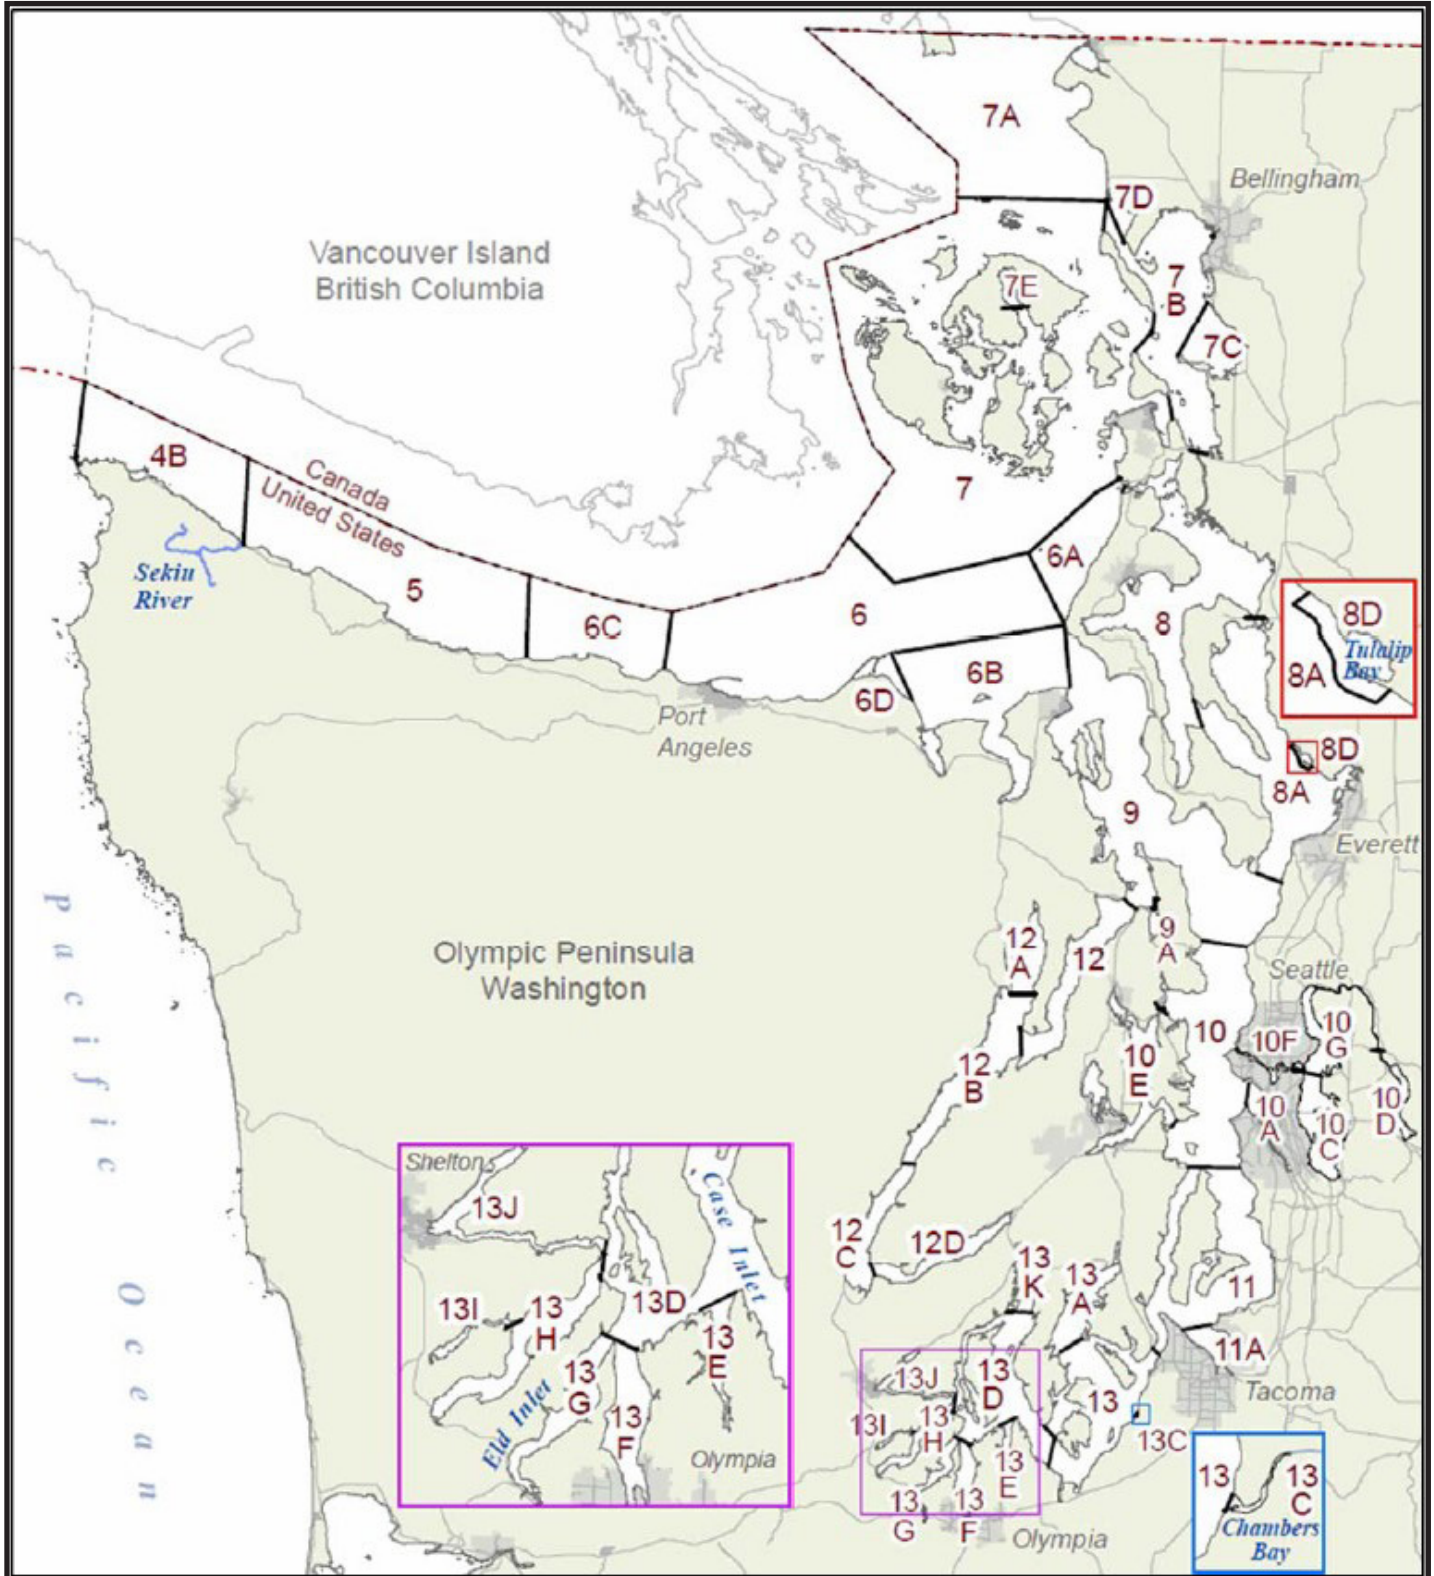 7A
Bellingham
7D
Vancouver Island
British Columbia
7
B
7E
7C
4B
Canada
United States
7
6A
Sekiu
River
5
6C
6
8
8D
Tulalip
Bay
8A
6B
6D
Port
Angeles
8D
8A
9
Everett
Pacific Ocean
12
A
12
9
A
Olympic Peninsula
Washington
Seattle
10
10F
10
G
12
B
10
E
10
A
10
C
10
D
Shelton
13J
Case Inlet
12
C
12D
13
K
13
A
11
13I
13
H
13D
13
E
11A
13
G
Eld Inlet
13
F
Olympia
13J
13
D
13
Tacoma
13I
13
H
13C
13
E
13
G
13
F
Olympia
13
13
C
Chambers
Bay